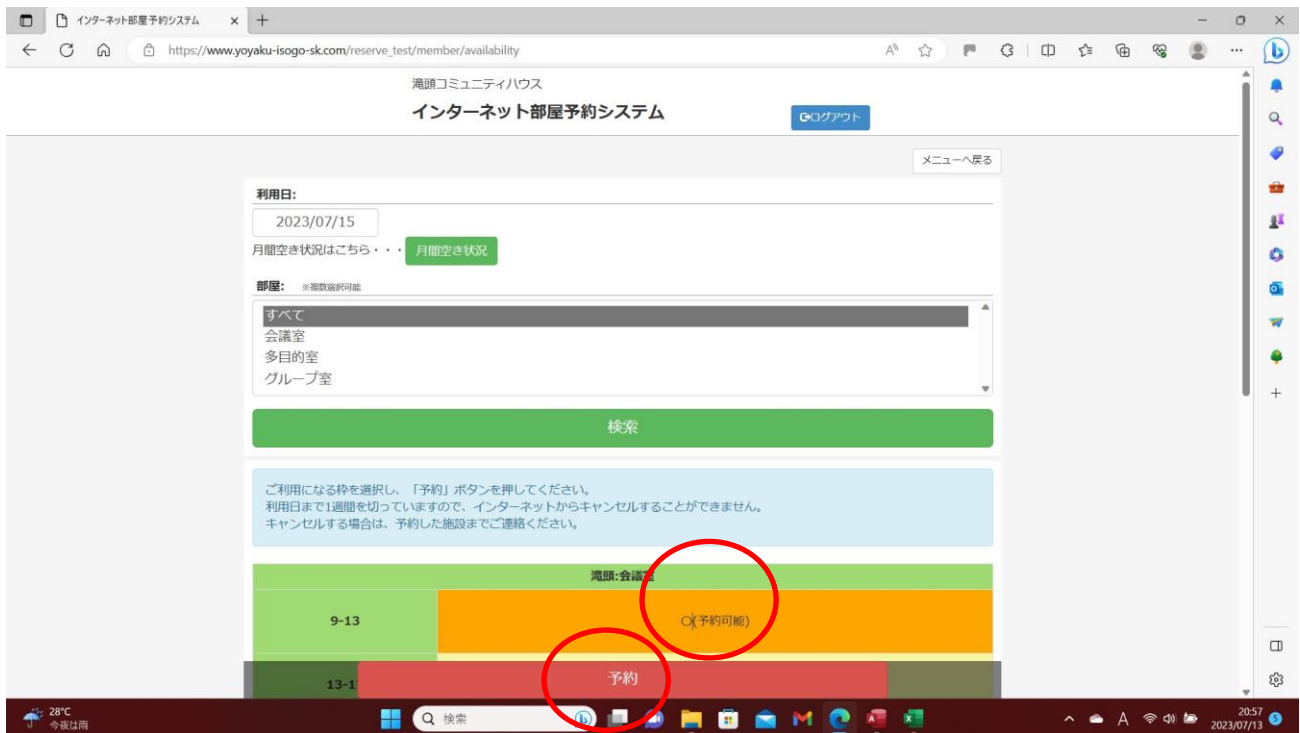 インターネット部屋予約システム
https://www.yoyaku-isogo-sk.com/reserve_test/member/availability
滝頭コミュニティハウス
インターネット部屋予約システム
ログアウト
メニューへ戻る
利用日:
2023/07/15
月間空き状況はこちら・・・ 月間空き状況
部屋: ※複数選択可能
すべて
会議室
多目的室
グループ室
検索
ご利用になる枠を選択し、「予約」ボタンを押してください。
利用日まで1週間を切っていますので、インターネットからキャンセルすることができません。
キャンセルする場合は、予約した施設までご連絡ください。
滝頭:会議室
9-13 ○(予約可能)
13-1
予約
28°C
今夜は雨
検索
A
20:57
2023/07/13
5